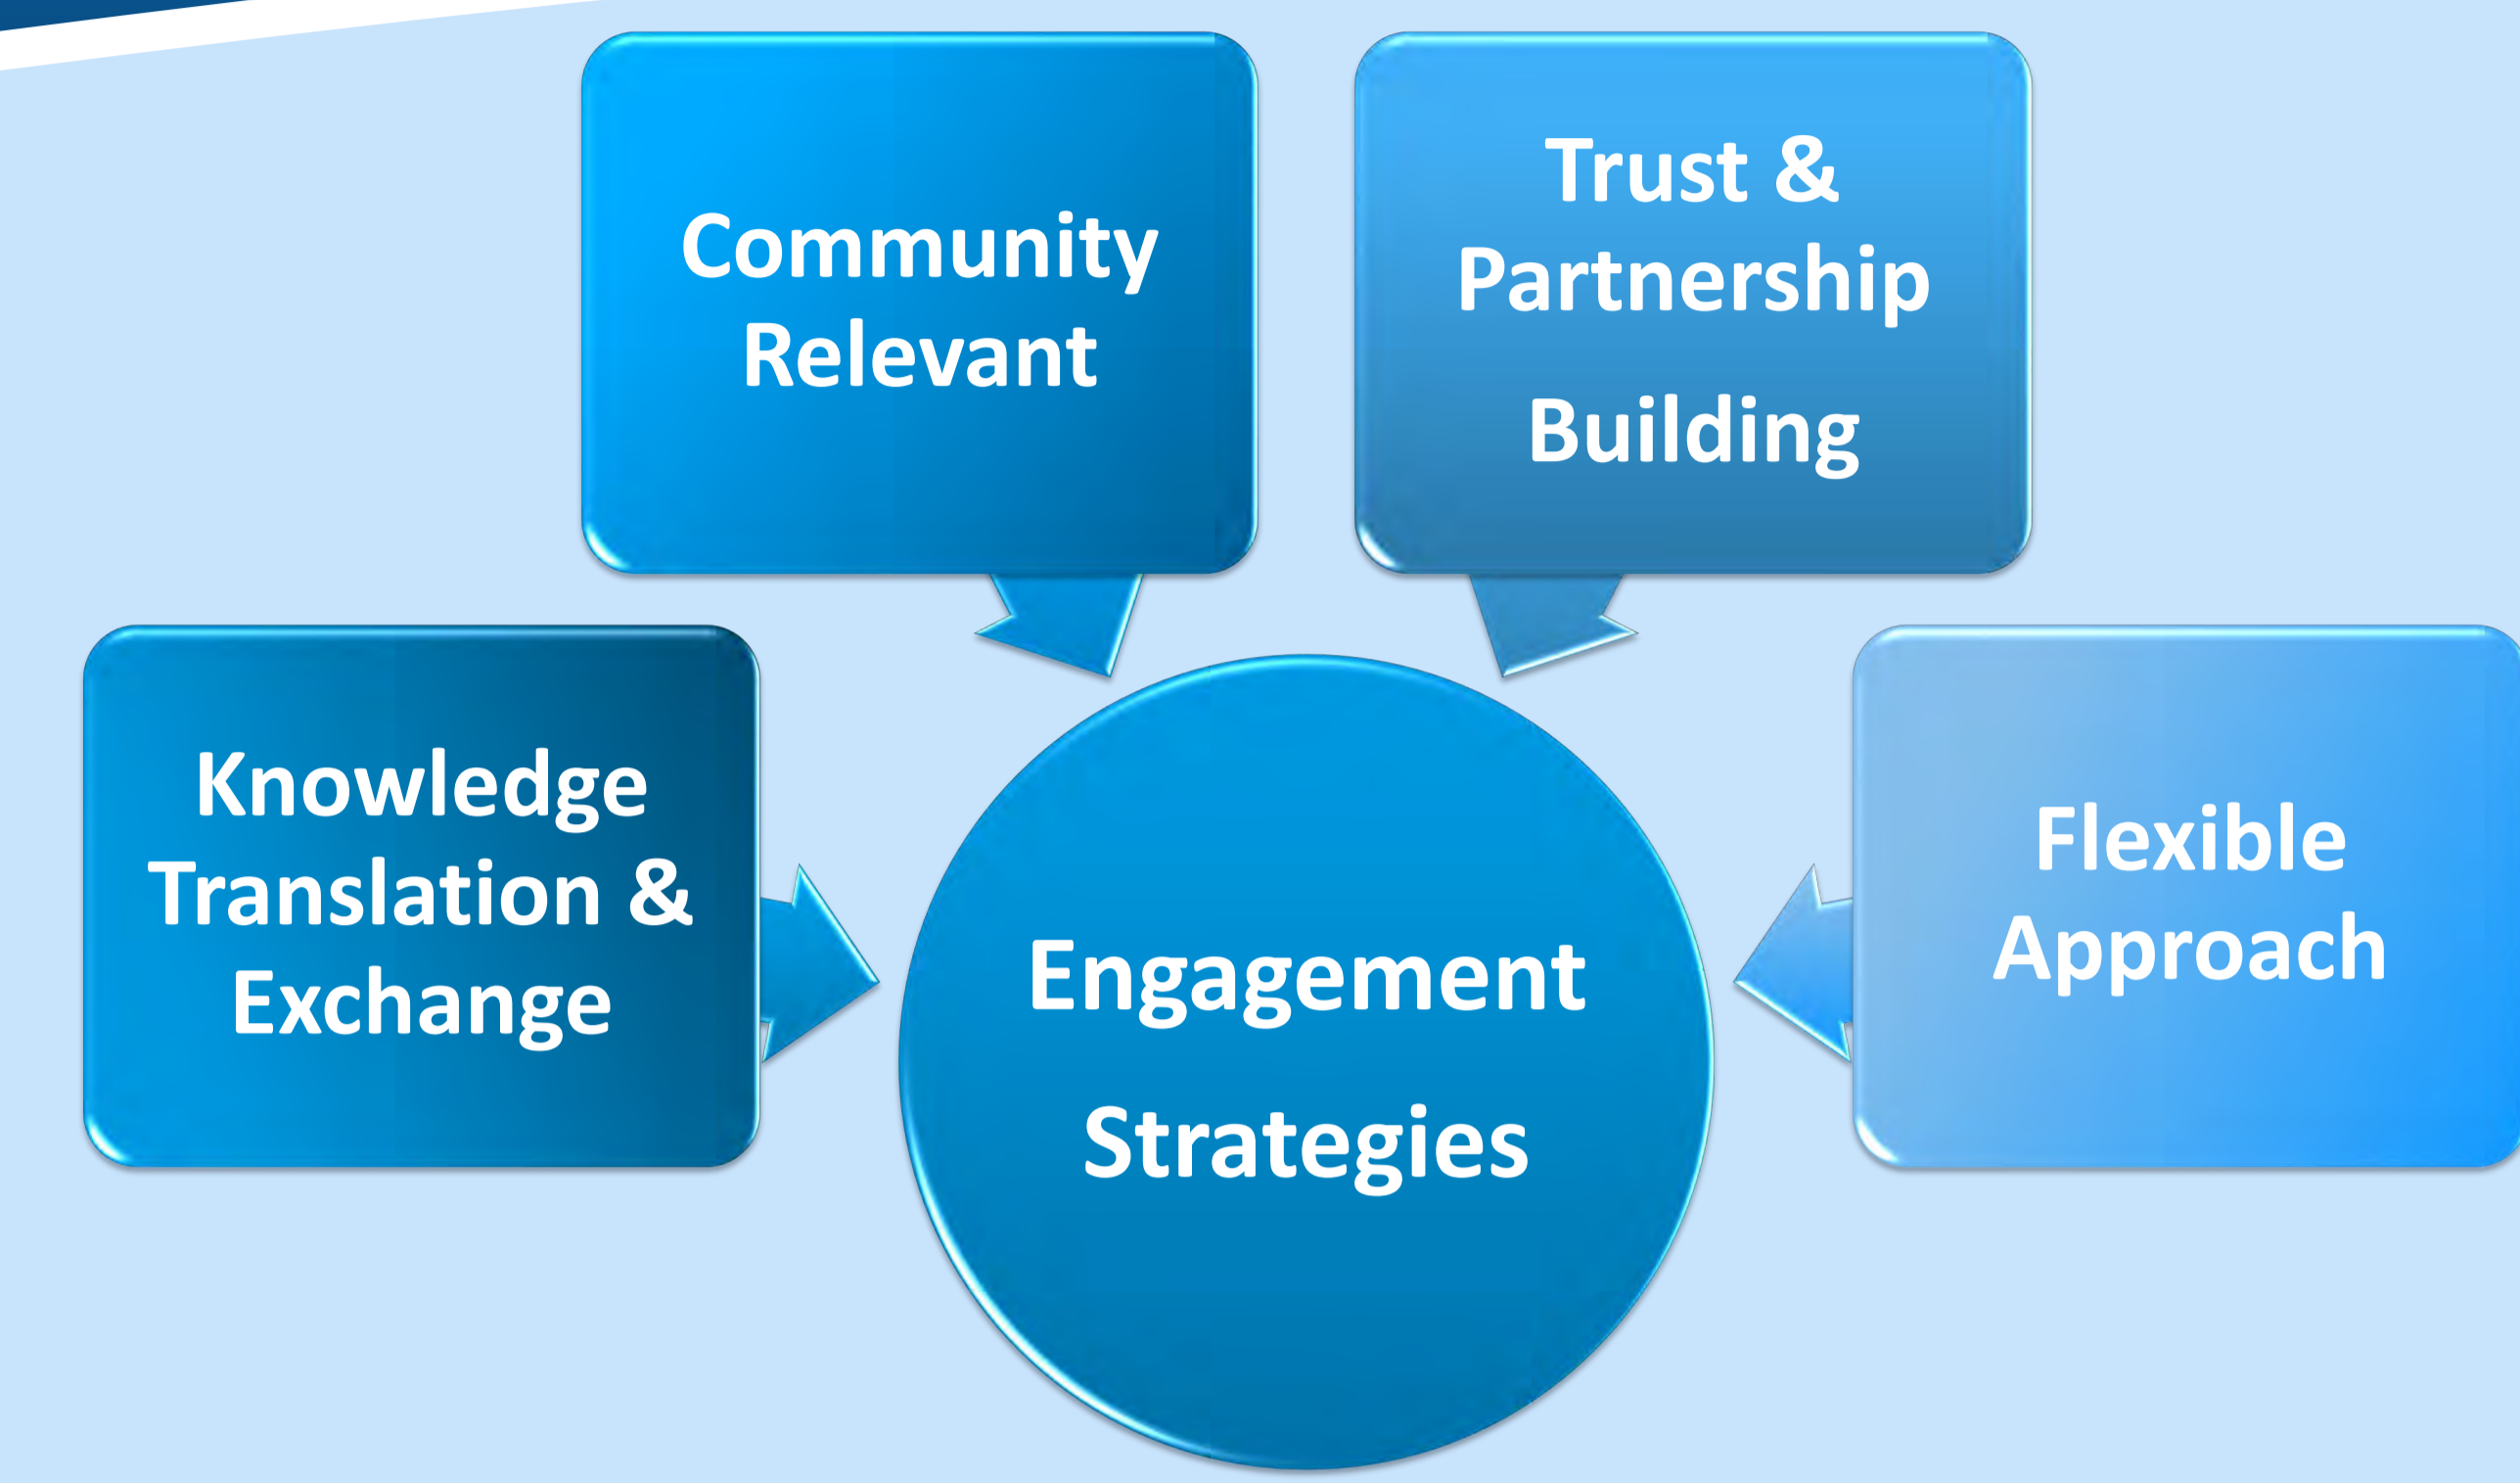 Community
Relevant
Trust &
Partnership
Building
Knowledge
Translation &
Exchange
Engagement
Strategies
Flexible
Approach